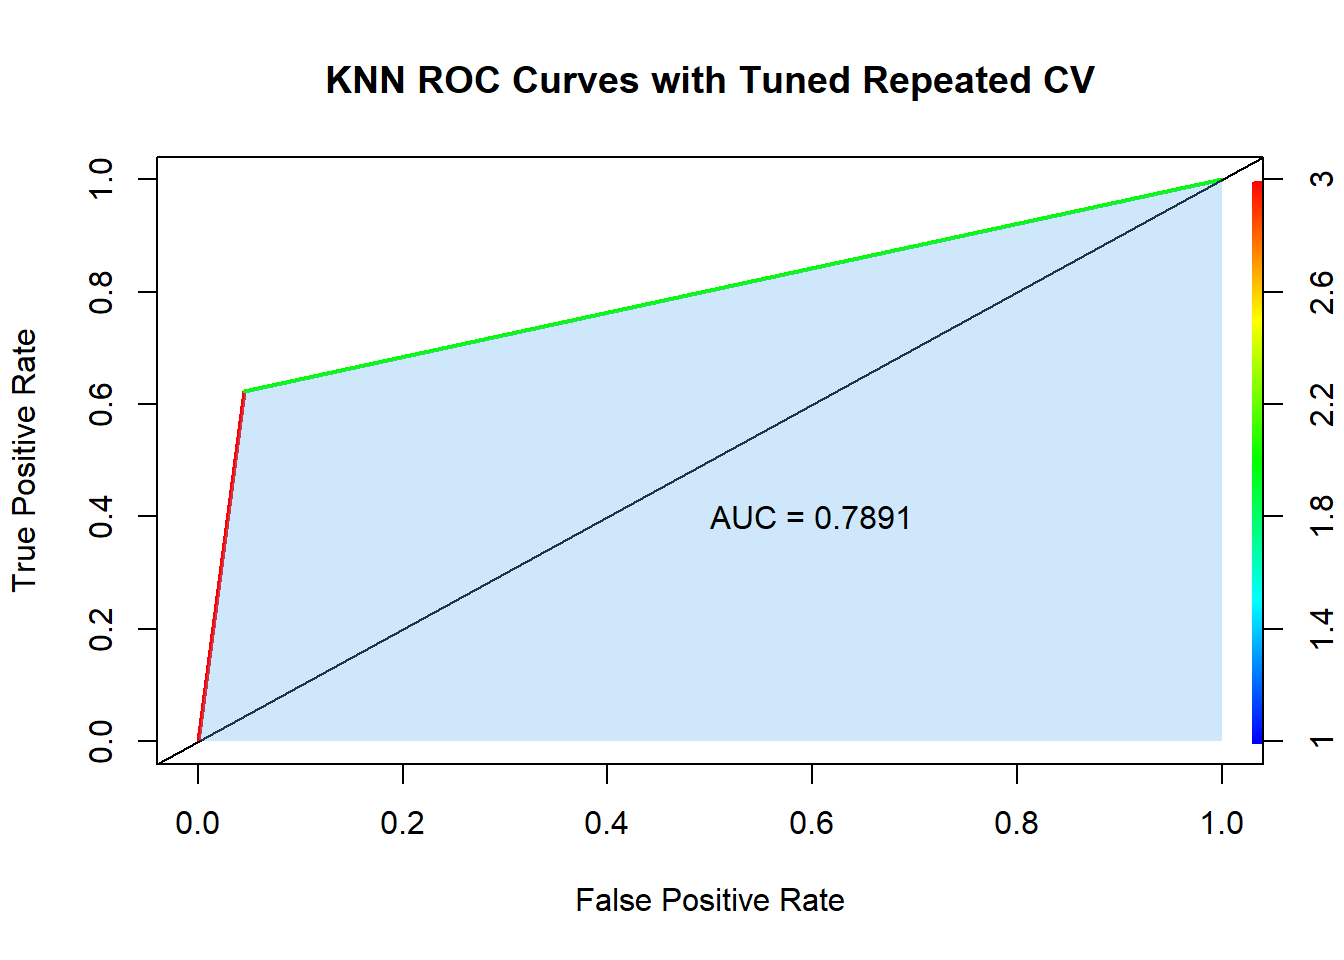 KNN ROC Curves with Tuned Repeated CV
True Positive Rate
1.0
0.8
0.6
0.4
0.2
0.0
AUC = 0.7891
3
2.6
2.2
1.8
1.4
1
0.0 0.2 0.4 0.6 0.8 1.0
False Positive Rate